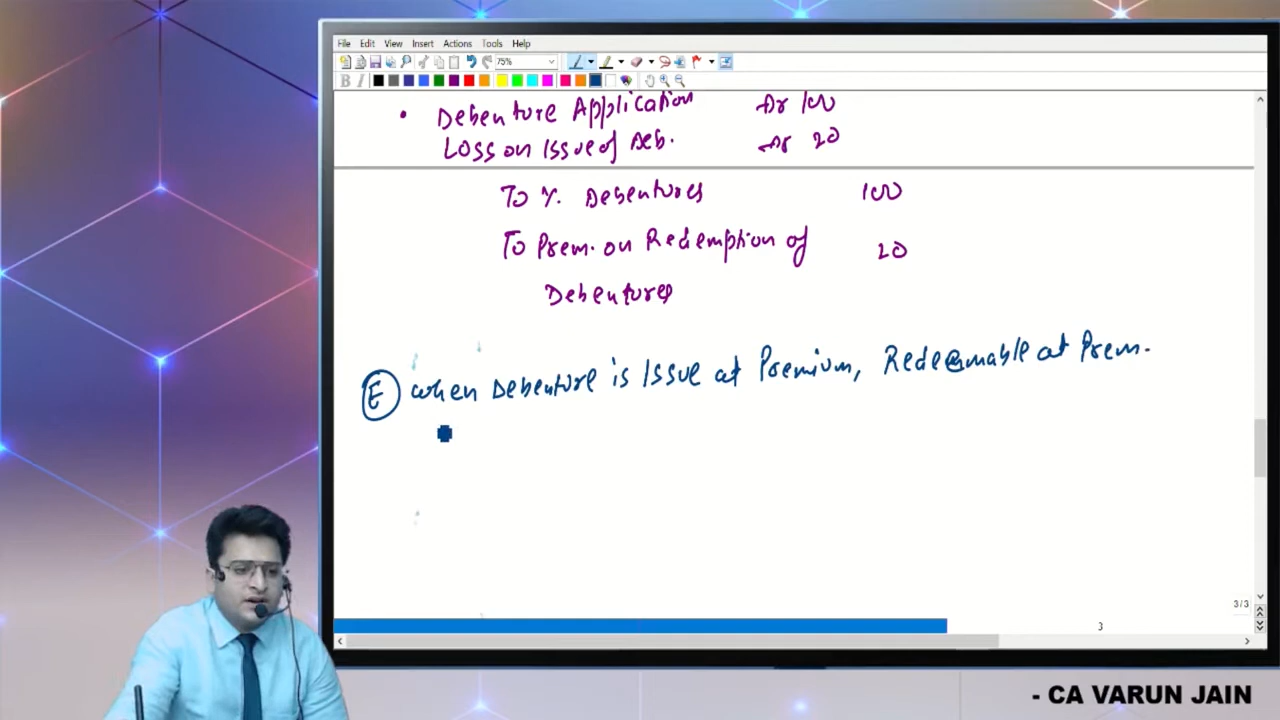 File Edit View Insert Actions Tools Help
75%
B I
• Debenture Application Dr 100
Loss on Issue of Deb. Dr 20
To %. Debentures 100
To Prem. on Redemption of 20
Debentures
(E) When Debenture is Issue at Premium, Redeemable at Prem.
3/3
3
- CA VARUN JAIN